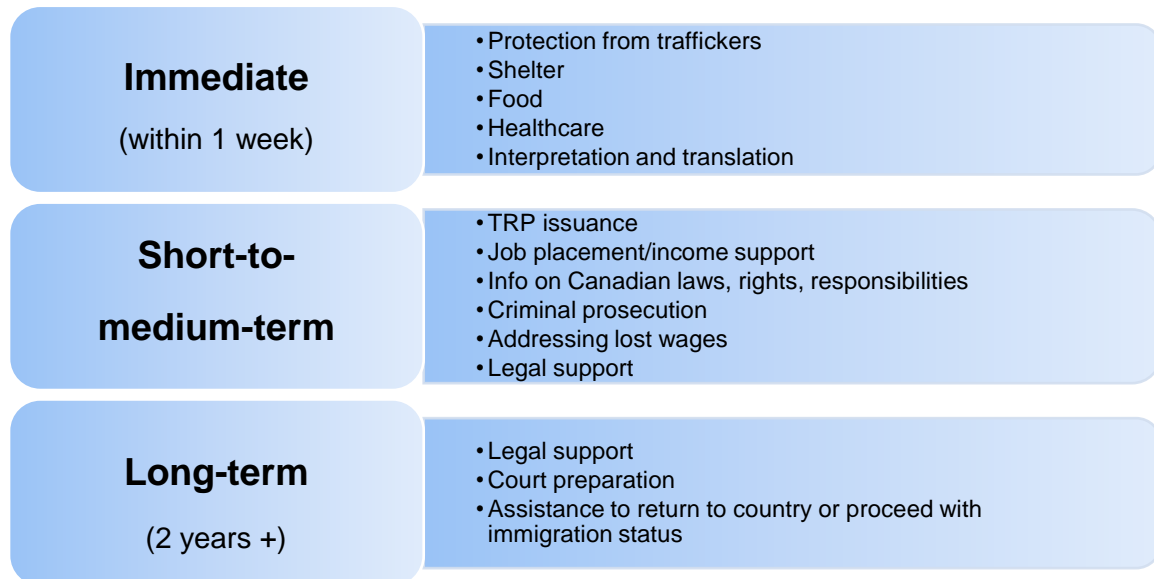 Immediate
(within 1 week)
•Protection from traffickers
•Shelter
•Food
•Healthcare
•Interpretation and translation
Short-to-
medium-term
•TRP issuance
•Job placement/income support
•Info on Canadian laws, rights, responsibilities
•Criminal prosecution
•Addressing lost wages
•Legal support
Long-term
(2 years +)
•Legal support
•Court preparation
•Assistance to return to country or proceed with
immigration status